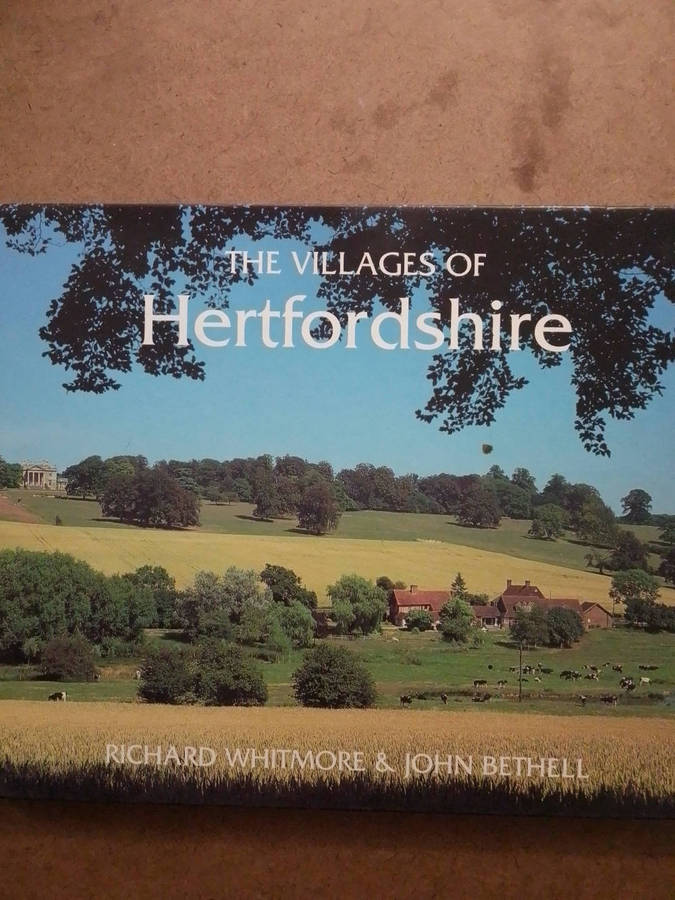 THE VILLAGES OF
Hertfordshire
RICHARD WHITMORE & JOHN BETHELL